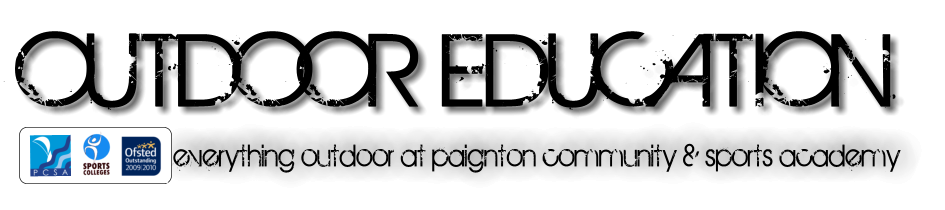 OUTDOOR EDUCATION
PCSA
SPORTS
COLLEGES
Ofsted
Outstanding
2009|2010
everything outdoor at paignton community & sports academy